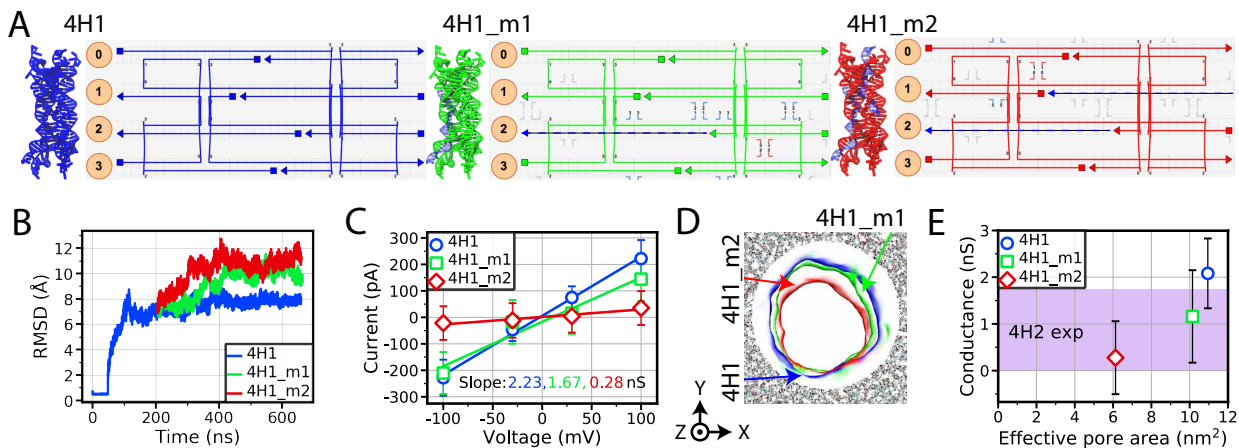 A
4H1
4H1_m1
4H1_m2
0
1
2
3
0
1
2
3
0
1
2
3
B
RMSD (Å)
12
10
8
6
4
2
0
0
200
400
600
Time (ns)
4H1
4H1_m1
4H1_m2
C
Current (pA)
300
200
100
0
-100
-200
-300
4H1
4H1_m1
4H1_m2
Slope: 2.23, 1.67, 0.28 nS
-100
-50
0
50
100
Voltage (mV)
D
4H1_m1
4H1_m2
4H1
Y
Z
X
E
Conductance (nS)
3
2
1
0
4H1
4H1_m1
4H1_m2
4H2 exp
0
2
4
6
8
10
12
Effective pore area (nm²)